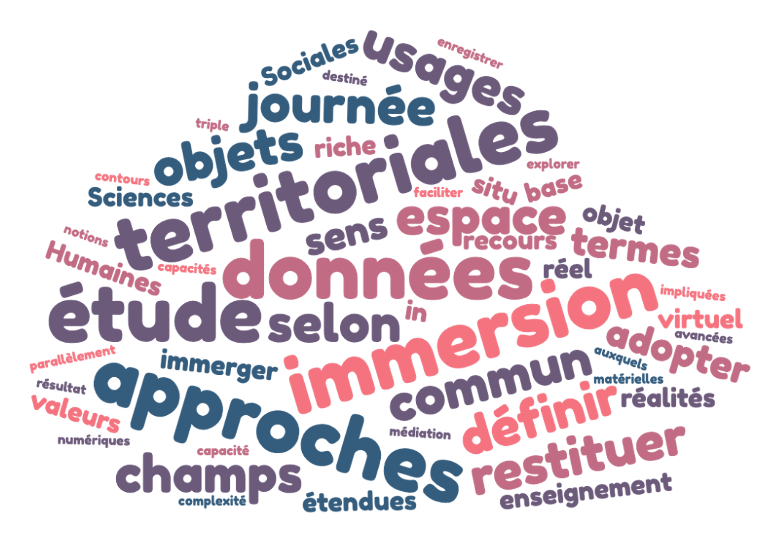 Sociales
usages
enregistrer
destiné
journée
triple
objets
riche
territoriales
explorer
contours
Sciences
faciliter
situ
base
notions
Humaines
capacités
sens
espace
recours
objet
termes
données
réel
étude
selon
in
immersion
impliquées
virtuel
avancées
adopter
parallèlement
immerger
auxquels
matérielles
résultat
valeurs
approches
commun
réalités
numériques
définir
médiation
capacité
champs
restituer
complexité
étendues
enseignement